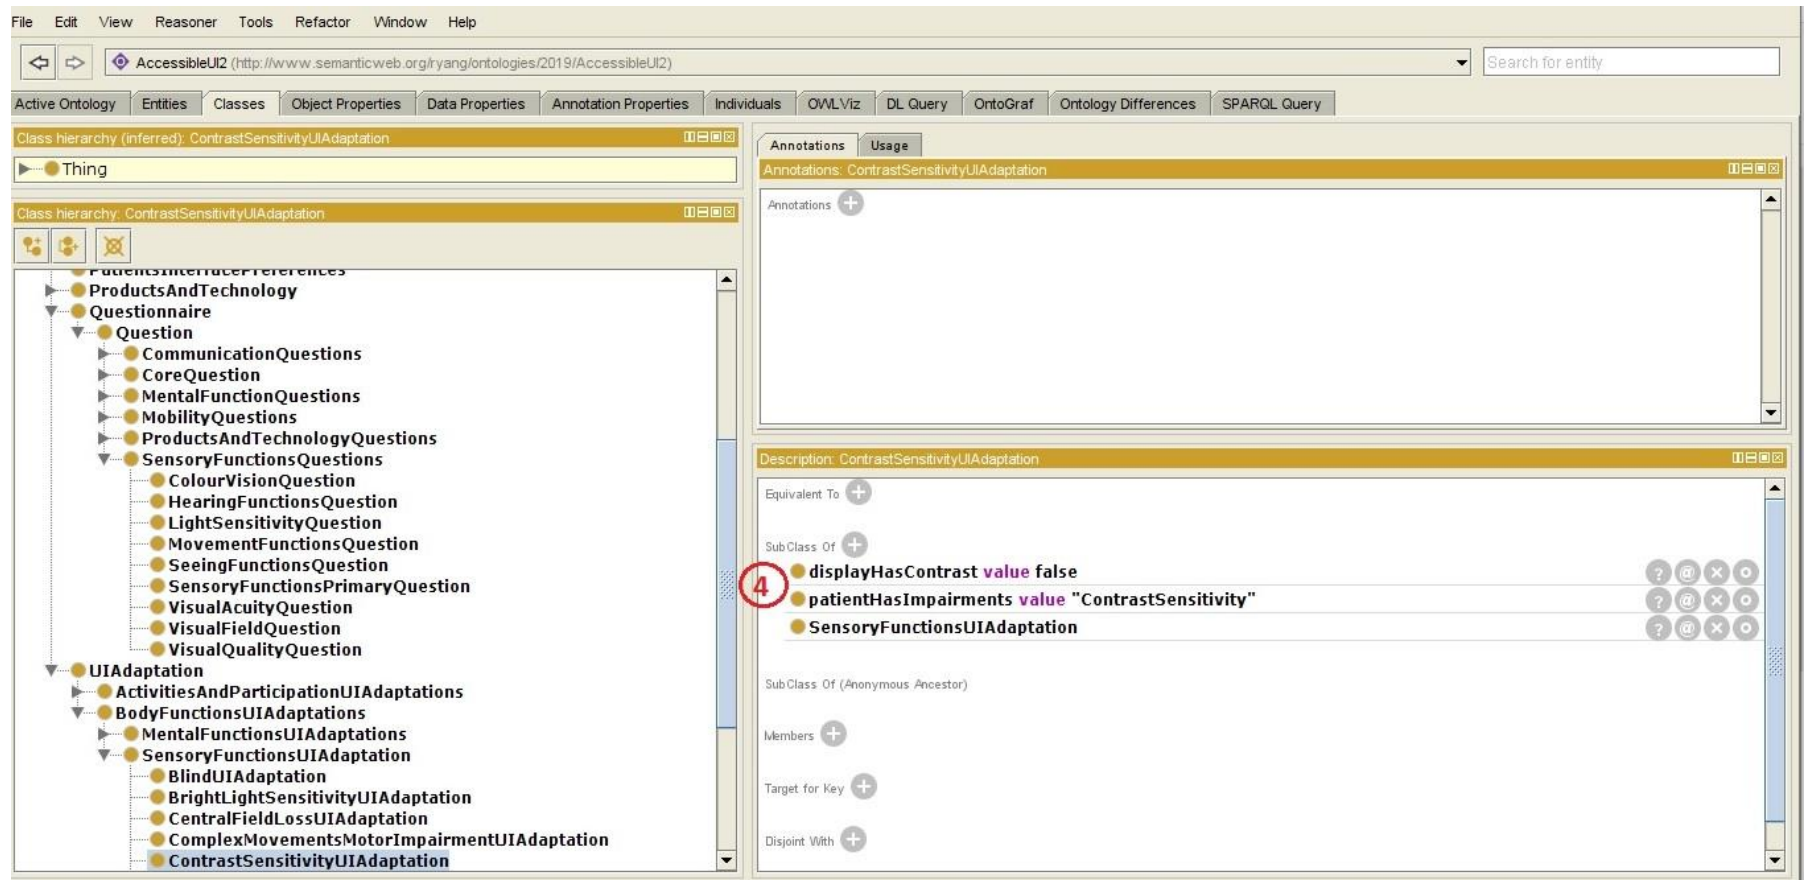 File Edit View Reasoner Tools Refactor Window Help
AccessibleUI2 (http://www.semanticweb.org/ryang/ontologies/2019/AccessibleUI2)
Search for entity
Active Ontology Entities Classes Object Properties Data Properties Annotation Properties Individuals OWLViz DL Query OntoGraf Ontology Differences SPARQL Query
Class hierarchy (inferred): ContrastSensitivityUIAdaptation
Thing
Class hierarchy: ContrastSensitivityUIAdaptation
PatientsInterfacePreferences
ProductsAndTechnology
Questionnaire
Question
CommunicationQuestions
CoreQuestion
MentalFunctionQuestions
MobilityQuestions
ProductsAndTechnologyQuestions
SensoryFunctionsQuestions
ColourVisionQuestion
HearingFunctionsQuestion
LightSensitivityQuestion
MovementFunctionsQuestion
SeeingFunctionsQuestion
SensoryFunctionsPrimaryQuestion
VisualAcuityQuestion
VisualFieldQuestion
VisualQualityQuestion
UIAdaptation
ActivitiesAndParticipationUIAdaptations
BodyFunctionsUIAdaptations
MentalFunctionsUIAdaptations
SensoryFunctionsUIAdaptation
BlindUIAdaptation
BrightLightSensitivityUIAdaptation
CentralFieldLossUIAdaptation
ComplexMovementsMotorImpairmentUIAdaptation
ContrastSensitivityUIAdaptation
Annotations Usage
Annotations: ContrastSensitivityUIAdaptation
Annotations
Description: ContrastSensitivityUIAdaptation
Equivalent To
SubClass Of
4
displayHasContrast value false
patientHasImpairments value "ContrastSensitivity"
SensoryFunctionsUIAdaptation
SubClass Of (Anonymous Ancestor)
Members
Target for Key
Disjoint With